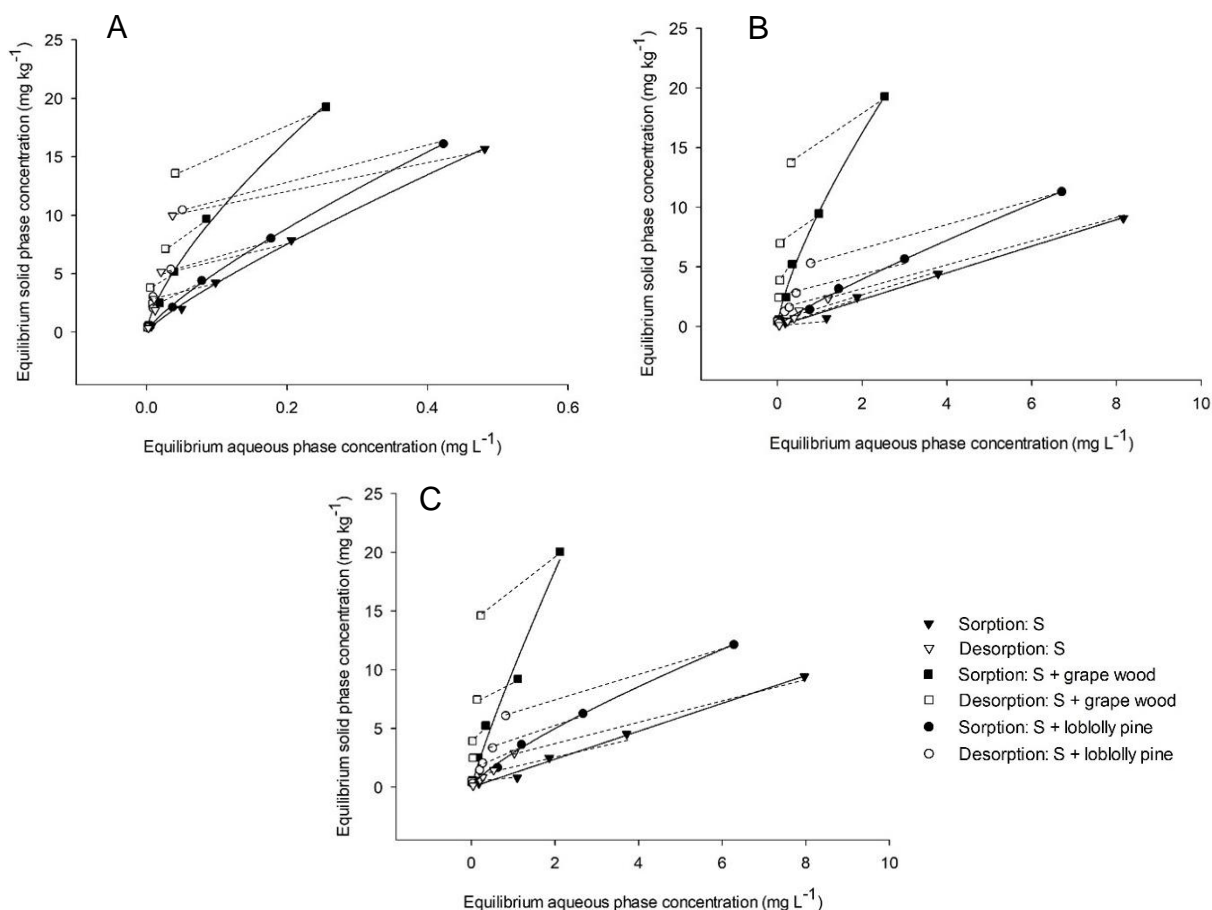 A
Equilibrium solid phase concentration (mg kg⁻¹)
25
20
15
10
5
0
0.0 0.2 0.4 0.6
Equilibrium aqueous phase concentration (mg L⁻¹)
B
Equilibrium solid phase concentration (mg kg⁻¹)
25
20
15
10
5
0
0 2 4 6 8 10
Equilibrium aqueous phase concentration (mg L⁻¹)
C
Equilibrium solid phase concentration (mg kg⁻¹)
25
20
15
10
5
0
0 2 4 6 8 10
Equilibrium aqueous phase concentration (mg L⁻¹)
Sorption: S
Desorption: S
Sorption: S + grape wood
Desorption: S + grape wood
Sorption: S + loblolly pine
Desorption: S + loblolly pine